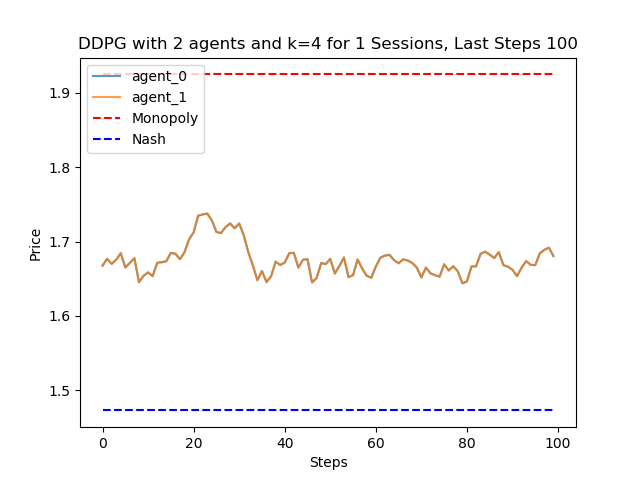 DDPG with 2 agents and k=4 for 1 Sessions, Last Steps 100
agent_0
agent_1
Monopoly
Nash
1.9
1.8
1.7
1.6
1.5
Price
0 20 40 60 80 100
Steps